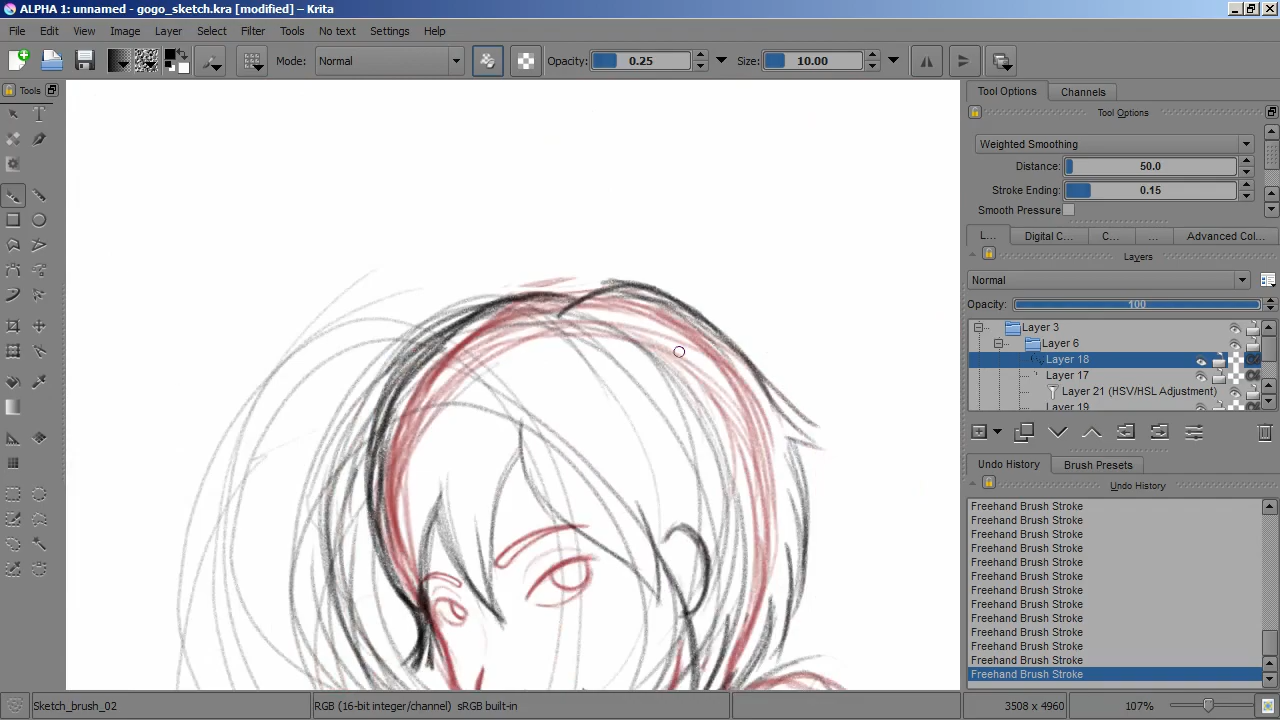 ALPHA 1: unnamed - gogo_sketch.kra [modified] – Krita
File Edit View Image Layer Select Filter Tools No text Settings Help
Mode: Normal Opacity: 0.25 Size: 10.00
Tools
Tool Options Channels
Tool Options
Weighted Smoothing
Distance: 50.0
Stroke Ending: 0.15
Smooth Pressure
L... Digital C... C... ... Advanced Col...
Layers
Normal
Opacity: 100
Layer 3
Layer 6
Layer 18
Layer 17
Layer 21 (HSV/HSL Adjustment)
Layer 19
Undo History Brush Presets
Undo History
Freehand Brush Stroke
Freehand Brush Stroke
Freehand Brush Stroke
Freehand Brush Stroke
Freehand Brush Stroke
Freehand Brush Stroke
Freehand Brush Stroke
Freehand Brush Stroke
Freehand Brush Stroke
Freehand Brush Stroke
Freehand Brush Stroke
Freehand Brush Stroke
Freehand Brush Stroke
Sketch_brush_02 RGB (16-bit integer/channel) sRGB built-in 3508 x 4960 107%